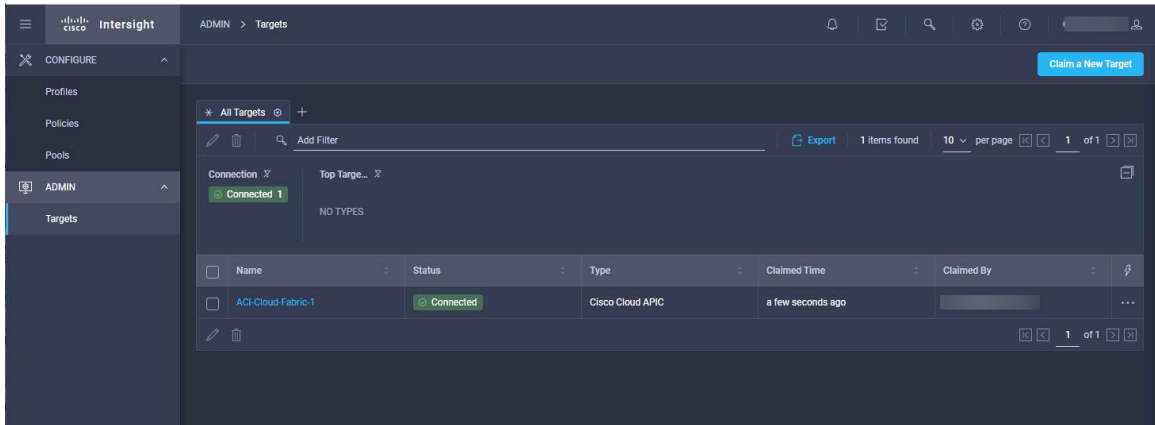 cisco Intersight
ADMIN > Targets
CONFIGURE
Profiles
Policies
Pools
ADMIN
Targets
Claim a New Target
All Targets
Add Filter
Export 1 items found 10 per page 1 of 1
Connection
Connected 1
Top Targe...
NO TYPES
Name Status Type Claimed Time Claimed By
ACI-Cloud-Fabric-1 Connected Cisco Cloud APIC a few seconds ago
1 of 1